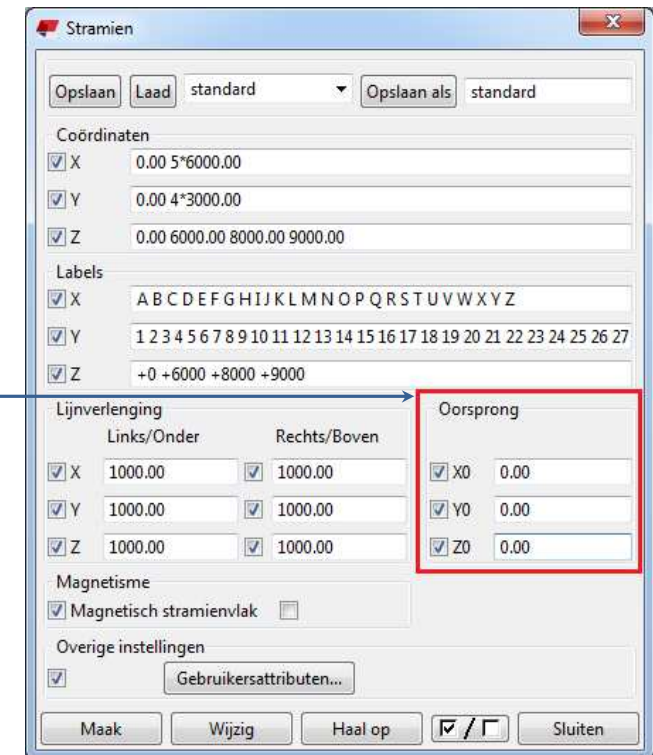 Stramien
Opslaan Laad standard Opslaan als standard
Coördinaten
X 0.00 5*6000.00
Y 0.00 4*3000.00
Z 0.00 6000.00 8000.00 9000.00
Labels
X A B C D E F G H I J K L M N O P Q R S T U V W X Y Z
Y 1 2 3 4 5 6 7 8 9 10 11 12 13 14 15 16 17 18 19 20 21 22 23 24 25 26 27
Z +0 +6000 +8000 +9000
Lijnverlenging Oorsprong
Links/Onder Rechts/Boven
X 1000.00 1000.00 X0 0.00
Y 1000.00 1000.00 Y0 0.00
Z 1000.00 1000.00 Z0 0.00
Magnetisme
Magnetisch stramienvlak
Overige instellingen
Gebruikersattributen...
Maak Wijzig Haal op / Sluiten